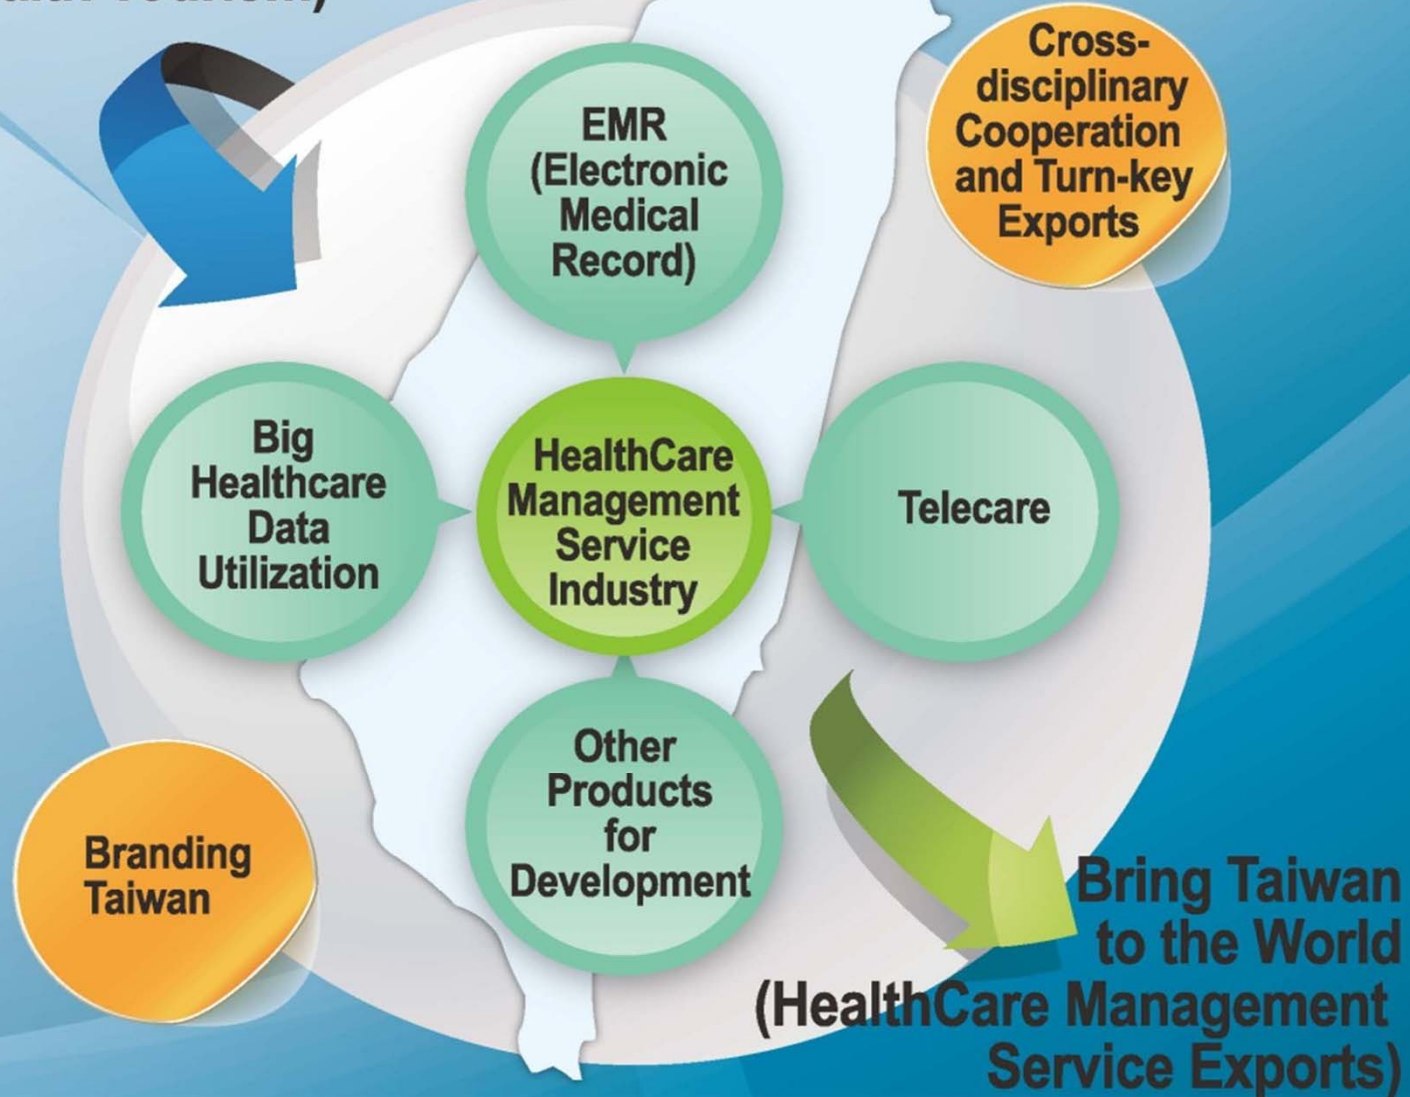 Cross-
disciplinary
Cooperation
and Turn-key
Exports
EMR
(Electronic
Medical
Record)
Big
Healthcare
Data
Utilization
HealthCare
Management
Service
Industry
Telecare
Other
Products
for
Development
Branding
Taiwan
Bring Taiwan
to the World
(HealthCare Management
Service Exports)